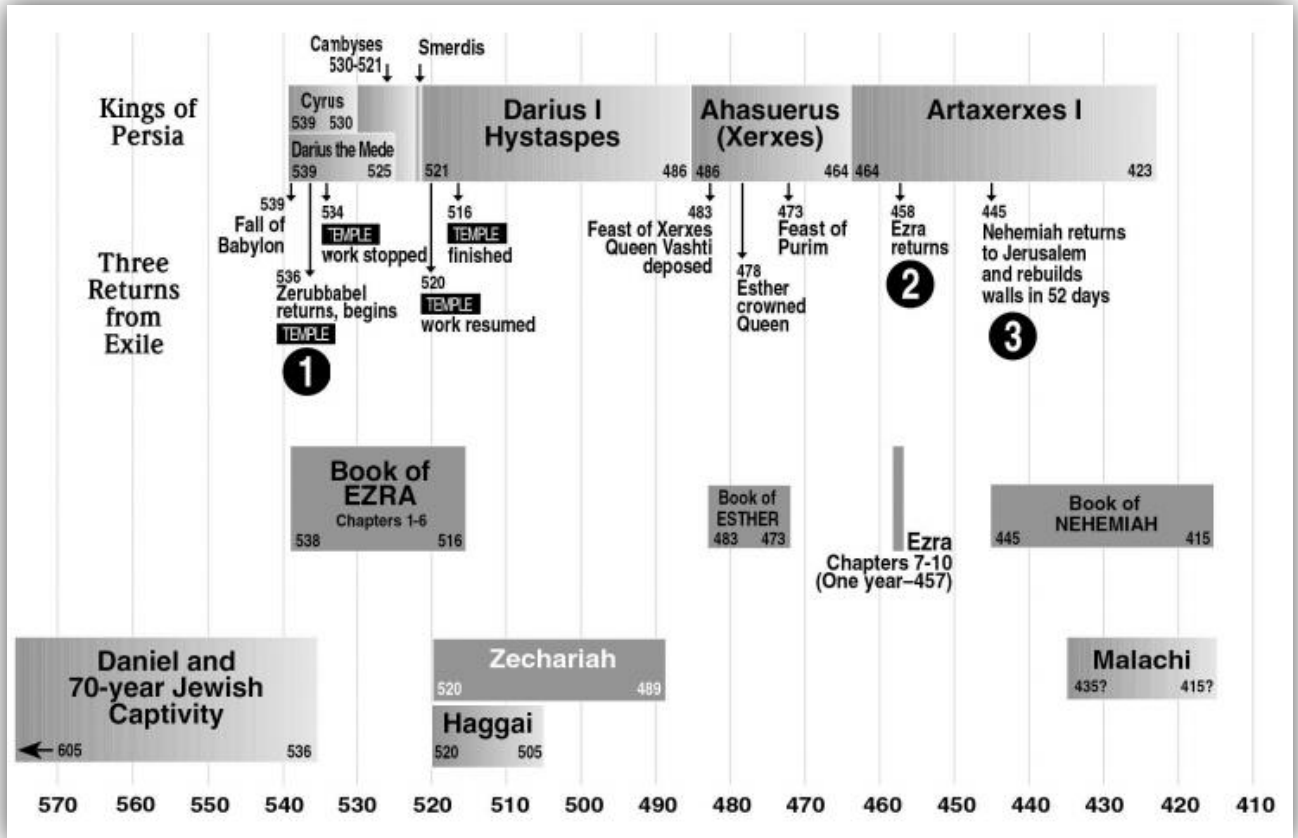 Cambyses
530-521
Smerdis
Kings of
Persia
Cyrus
539 530
Darius the Mede
539 525
Darius I
Hystaspes
521 486
Ahasuerus
(Xerxes)
486 464
Artaxerxes I
464 423
Three
Returns
from
Exile
539
Fall of
Babylon
534
TEMPLE
work stopped
536
Zerubbabel
returns, begins
TEMPLE
1
516
TEMPLE
finished
520
TEMPLE
work resumed
483
Feast of Xerxes
Queen Vashti
deposed
478
Esther
crowned
Queen
473
Feast of
Purim
458
Ezra
returns
2
445
Nehemiah returns
to Jerusalem
and rebuilds
walls in 52 days
3
Book of
EZRA
Chapters 1-6
538 516
Book of
ESTHER
483 473
Ezra
Chapters 7-10
(One year–457)
Book of
NEHEMIAH
445 415
Daniel and
70-year Jewish
Captivity
605 536
Zechariah
520 489
Haggai
520 505
Malachi
435? 415?
570 560 550 540 530 520 510 500 490 480 470 460 450 440 430 420 410